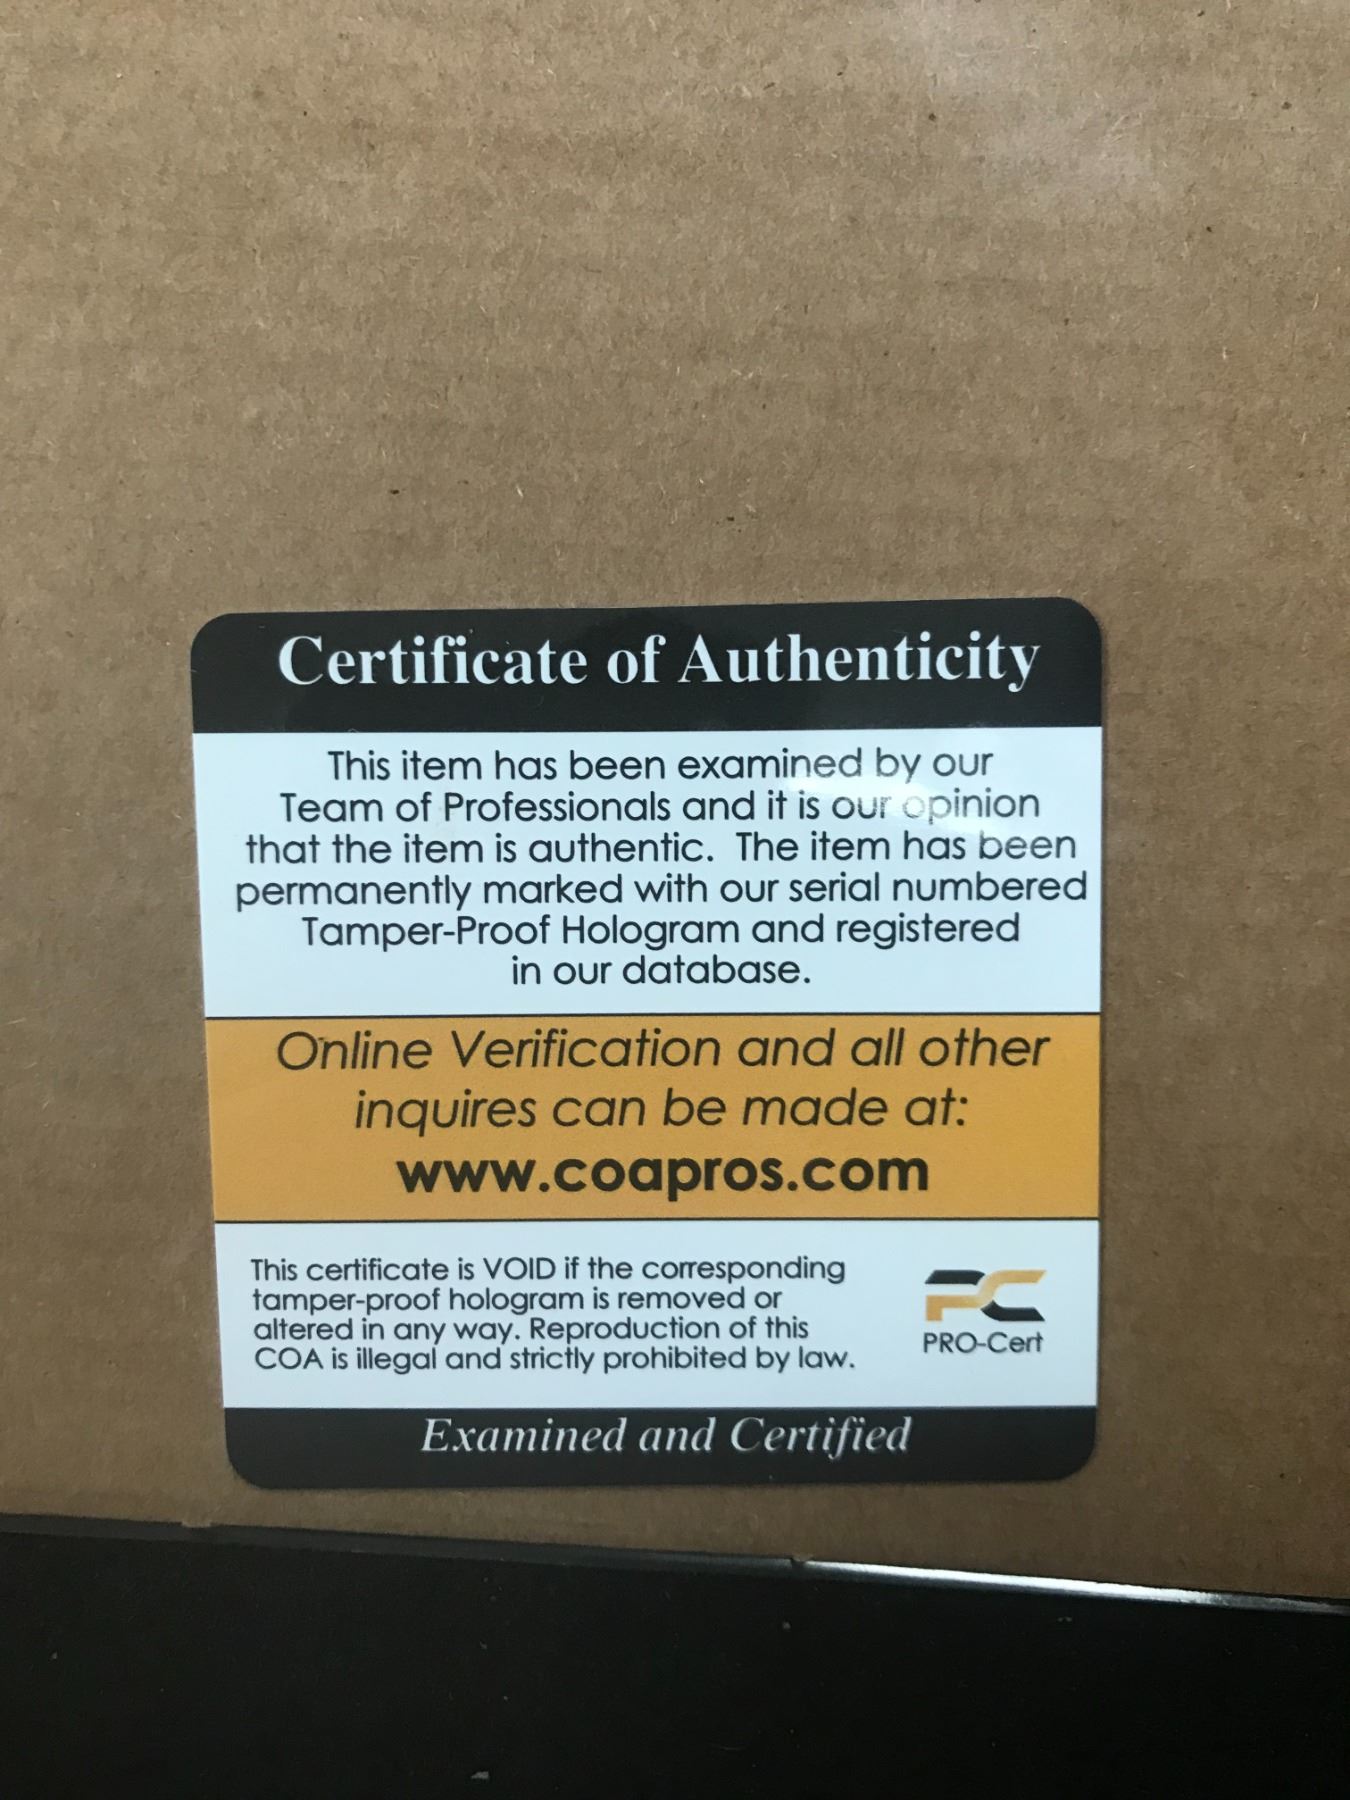 Certificate of Authenticity
This item has been examined by our
Team of Professionals and it is our opinion
that the item is authentic. The item has been
permanently marked with our serial numbered
Tamper-Proof Hologram and registered
in our database.
Online Verification and all other
inquires can be made at:
www.coapros.com
This certificate is VOID if the corresponding
tamper-proof hologram is removed or
altered in any way. Reproduction of this
COA is illegal and strictly prohibited by law.
PC
PRO-Cert
Examined and Certified